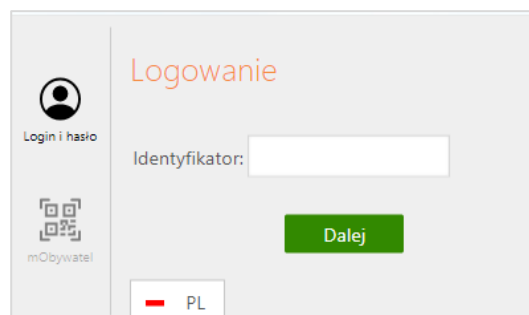 Logowanie
Login i hasło
Identyfikator:
Dalej
mObywatel
PL